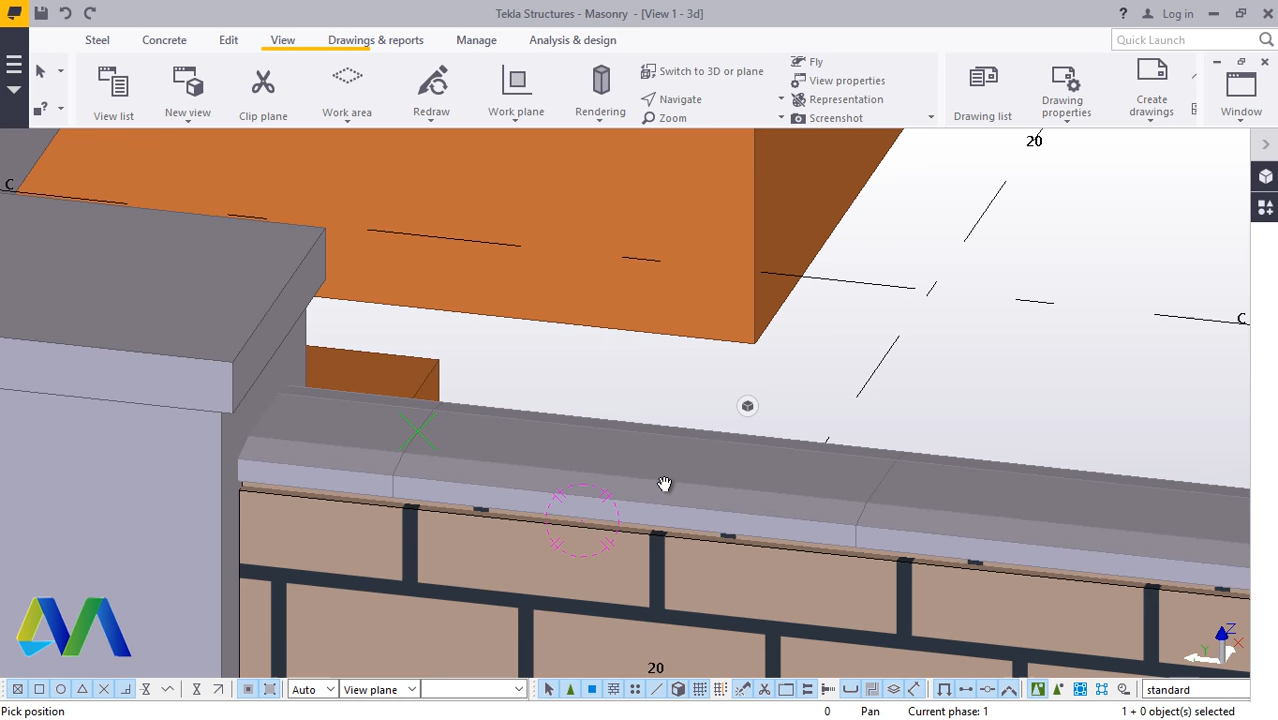 Tekla Structures - Masonry - [View 1 - 3d]
? Log in
Steel Concrete Edit View Drawings & reports Manage Analysis & design Quick Launch
View list
New view
Clip plane
Work area
Redraw
Work plane
Rendering
Switch to 3D or plane
Navigate
Zoom
Fly
View properties
Representation
Screenshot
Drawing list
Drawing properties
Create drawings
Window
20
C
C
20
Z
Y
X
Auto View plane standard
Pick position 0 Pan Current phase: 1 1 + 0 object(s) selected